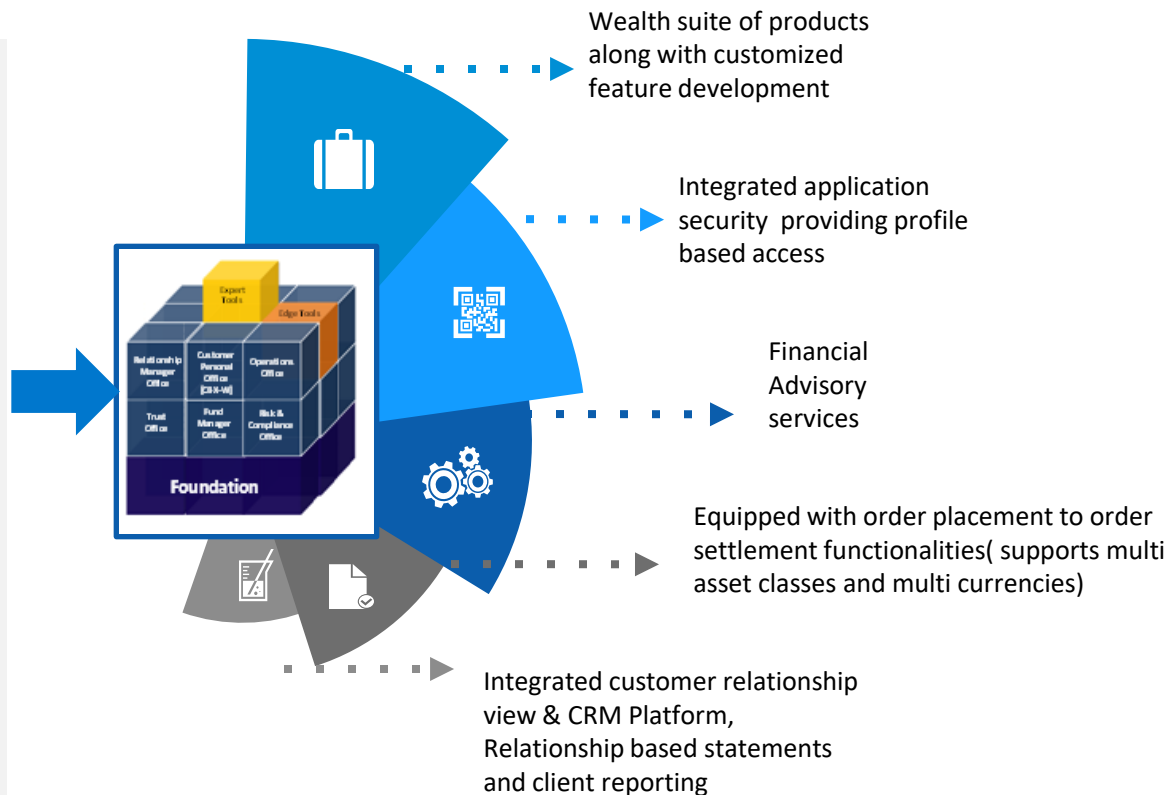 Wealth suite of products
along with customized
feature development
Integrated application
security  providing profile
based access
Expert
Tools
Edge Tools
Relationship
Manager
Office
Customer
Personal
Office
Operations
Office
Trust
Office
Fund
Manager
Office
Risk &
Compliance
Office
Foundation
Financial
Advisory
services
Equipped with order placement to order
settlement functionalities( supports multi
asset classes and multi currencies)
Integrated customer relationship
view & CRM Platform,
Relationship based statements
and client reporting